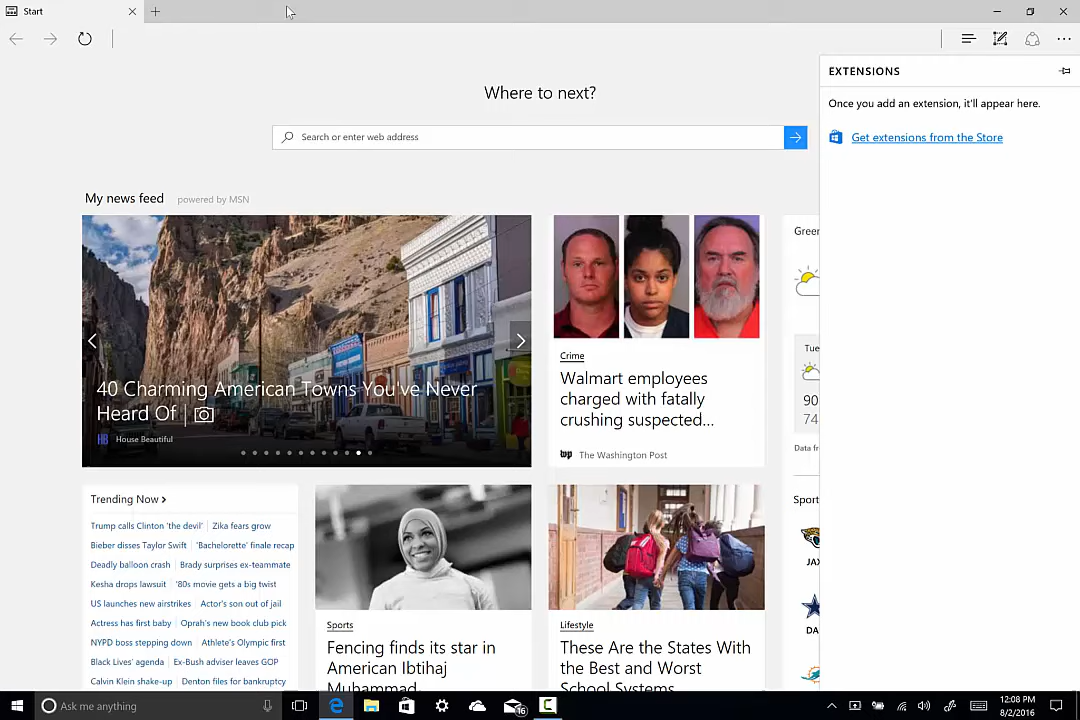 Start
EXTENSIONS
Once you add an extension, it'll appear here.
Get extensions from the Store
Where to next?
Search or enter web address
My news feed powered by MSN
40 Charming American Towns You've Never
Heard Of |
HB House Beautiful
Crime
Walmart employees
charged with fatally
crushing suspected...
wp The Washington Post
Green
Tue
90
74
Data fr
Trending Now
Trump calls Clinton 'the devil' Zika fears grow
Bieber disses Taylor Swift 'Bachelorette' finale recap
Deadly balloon crash Brady surprises ex-teammate
Kesha drops lawsuit '80s movie gets a big twist
US launches new airstrikes Actor's son out of jail
Actress has first baby Oprah's new book club pick
NYPD boss stepping down Athlete's Olympic first
Black Lives' agenda Ex-Bush adviser leaves GOP
Calvin Klein shake-up Denton files for bankruptcy
Sports
Fencing finds its star in
American Ibtihaj
Muhammad
Lifestyle
These Are the States With
the Best and Worst
School Systems
Sport
JAX
DA
Ask me anything
16
12:08 PM
8/2/2016